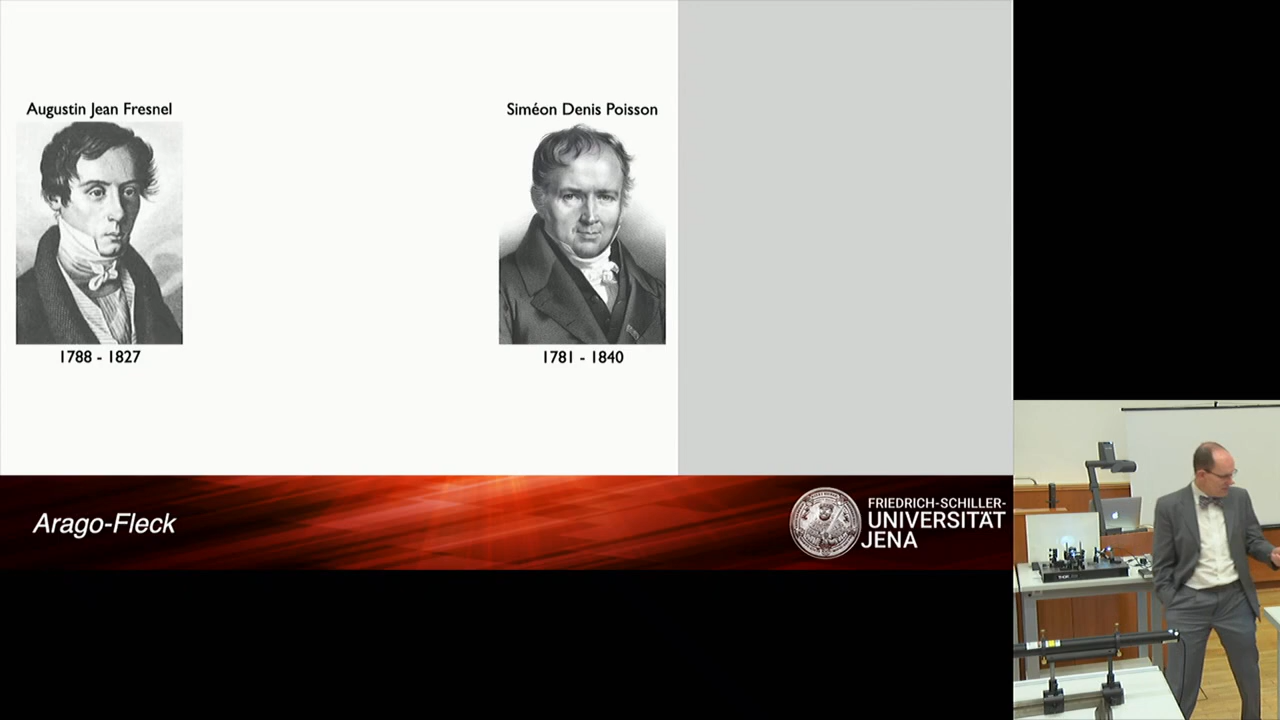 Augustin Jean Fresnel
Siméon Denis Poisson
1788 - 1827
1781 - 1840
Arago-Fleck
FRIEDRICH-SCHILLER-
UNIVERSITÄT
JENA